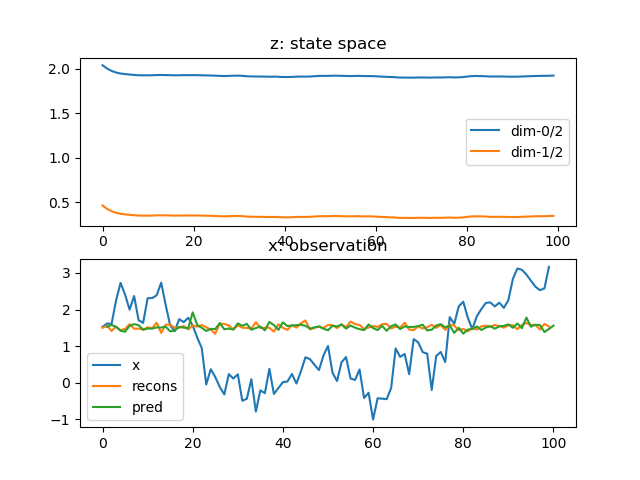 z: state space
2.0
1.5
1.0
0.5
dim-0/2
dim-1/2
0 20 40 60 80 100
x: observation
3
2
1
0
−1
x
recons
pred
0 20 40 60 80 100